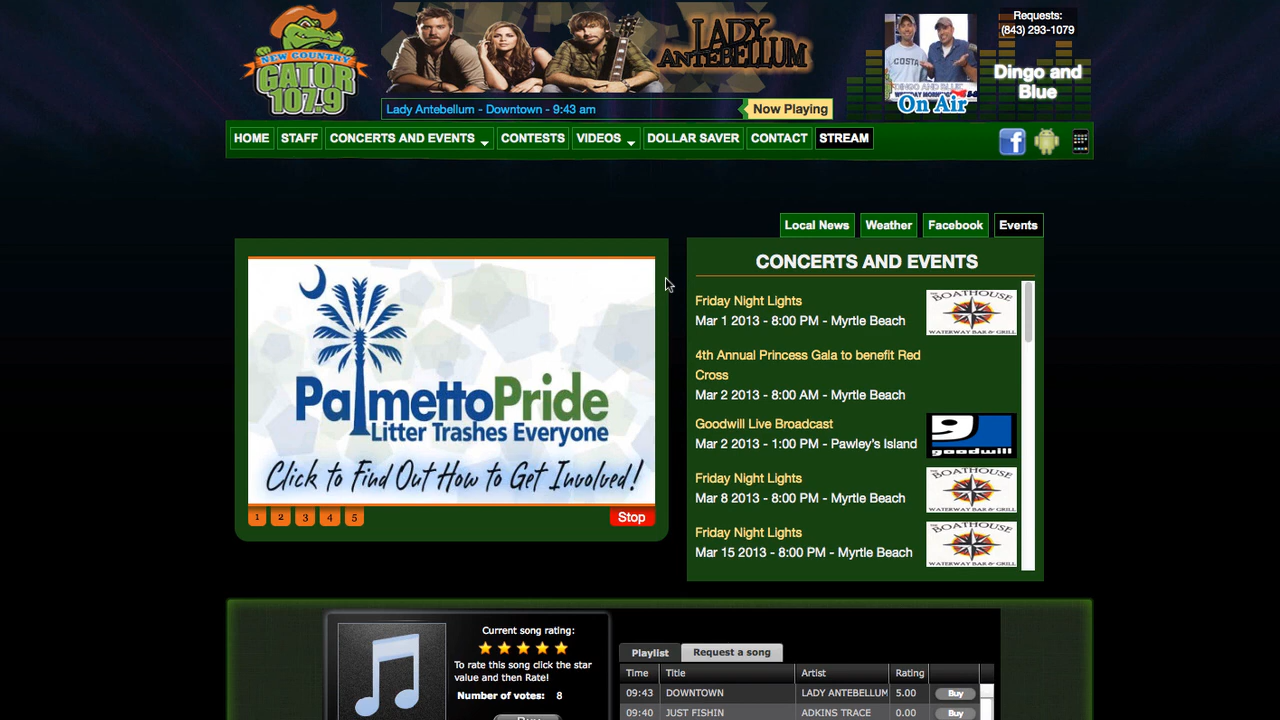 NEW COUNTRY
GATOR
107.9
LADY
ANTEBELLUM
Lady Antebellum - Downtown - 9:43 am
Now Playing
COSTA
DINGO AND BLUE
On Air
Requests:
(843) 293-1079
Dingo and
Blue
HOME
STAFF
CONCERTS AND EVENTS
CONTESTS
VIDEOS
DOLLAR SAVER
CONTACT
STREAM
Local News
Weather
Facebook
Events
PalmettoPride
Litter Trashes Everyone
Click to Find Out How to Get Involved!
1 2 3 4 5
Stop
CONCERTS AND EVENTS
Friday Night Lights
Mar 1 2013 - 8:00 PM - Myrtle Beach
BOATHOUSE
WATERWAY BAR & GRILL
4th Annual Princess Gala to benefit Red
Cross
Mar 2 2013 - 8:00 AM - Myrtle Beach
Goodwill Live Broadcast
Mar 2 2013 - 1:00 PM - Pawley's Island
goodwill
Friday Night Lights
Mar 8 2013 - 8:00 PM - Myrtle Beach
BOATHOUSE
WATERWAY BAR & GRILL
Friday Night Lights
Mar 15 2013 - 8:00 PM - Myrtle Beach
BOATHOUSE
WATERWAY BAR & GRILL
Current song rating:
To rate this song click the star
value and then Rate!
Number of votes: 8
Buy
Playlist
Request a song
Time Title Artist Rating
09:43 DOWNTOWN LADY ANTEBELLUM 5.00 Buy
09:40 JUST FISHIN ADKINS TRACE 0.00 Buy